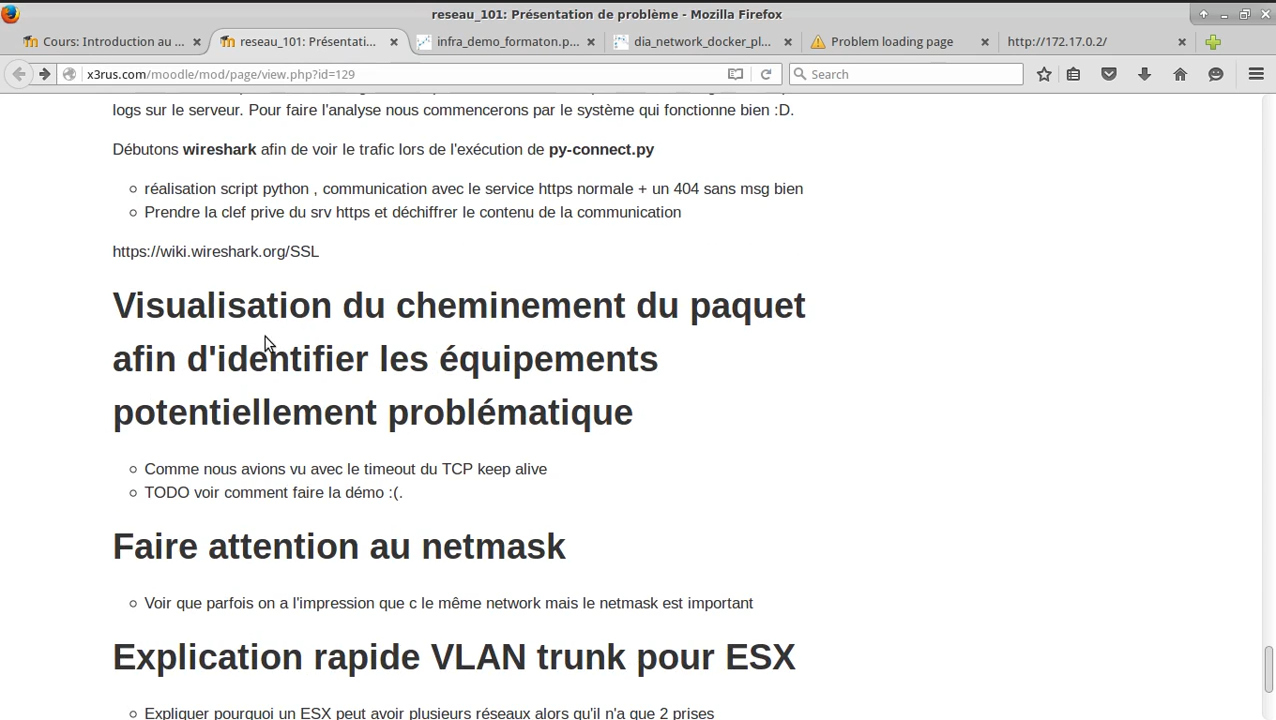 reseau_101: Présentation de problème - Mozilla Firefox
Cours: Introduction au ...
reseau_101: Présentati...
infra_demo_formaton.p...
dia_network_docker_pl...
Problem loading page
http://172.17.0.2/
x3rus.com/moodle/mod/page/view.php?id=129
Search
logs sur le serveur. Pour faire l'analyse nous commencerons par le système qui fonctionne bien :D.
Débutons wireshark afin de voir le trafic lors de l'exécution de py-connect.py
réalisation script python , communication avec le service https normale + un 404 sans msg bien
Prendre la clef prive du srv https et déchiffrer le contenu de la communication
https://wiki.wireshark.org/SSL
Visualisation du cheminement du paquet
afin d'identifier les équipements
potentiellement problématique
Comme nous avions vu avec le timeout du TCP keep alive
TODO voir comment faire la démo :(.
Faire attention au netmask
Voir que parfois on a l'impression que c le même network mais le netmask est important
Explication rapide VLAN trunk pour ESX
Expliquer pourquoi un ESX peut avoir plusieurs réseaux alors qu'il n'a que 2 prises